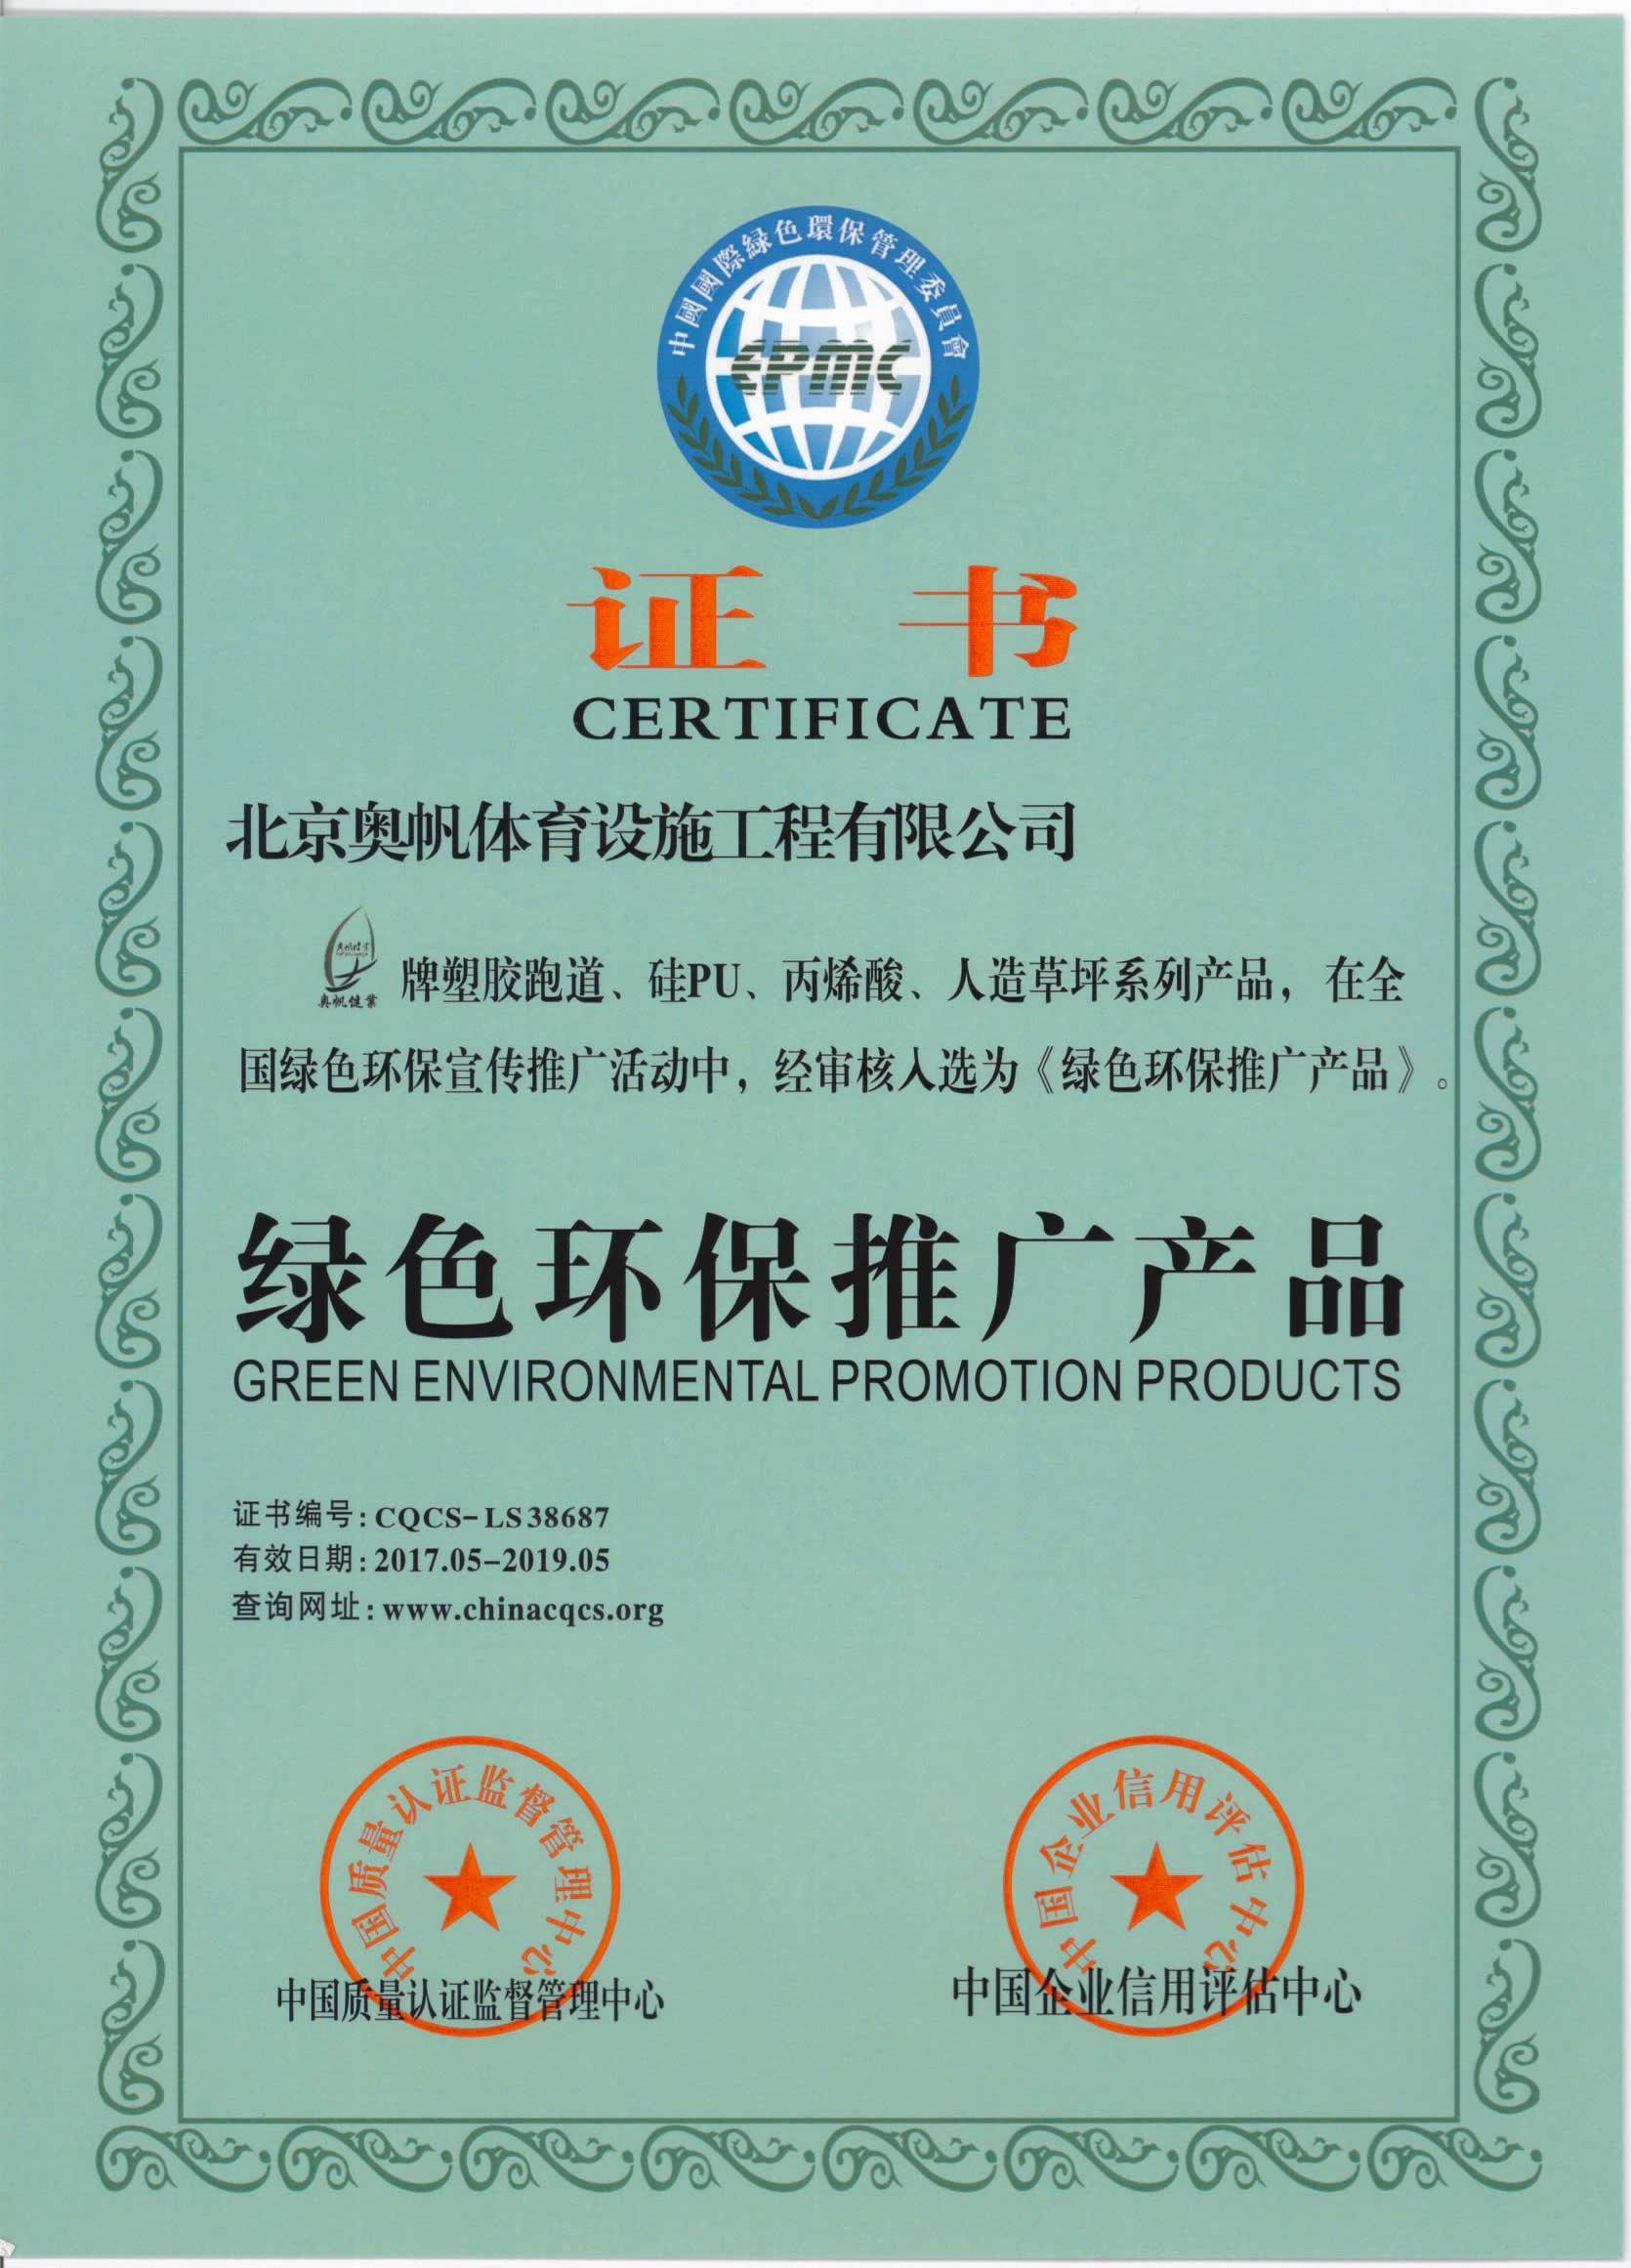 中國國際緑色環保管理委員會
EPMC
证 书
CERTIFICATE
北京奥帆体育设施工程有限公司
奥帆健業
牌塑胶跑道、硅PU、丙烯酸、人造草坪系列产品，在全
国绿色环保宣传推广活动中，经审核入选为《绿色环保推广产品》。
绿色环保推广产品
GREEN ENVIRONMENTAL PROMOTION PRODUCTS
证书编号：CQCS-LS38687
有效日期：2017.05-2019.05
查询网址：www.chinacqcs.org
中国质量认证监督管理中心
中国企业信用评估中心
中国质量认证监督管理中心
中国企业信用评估中心